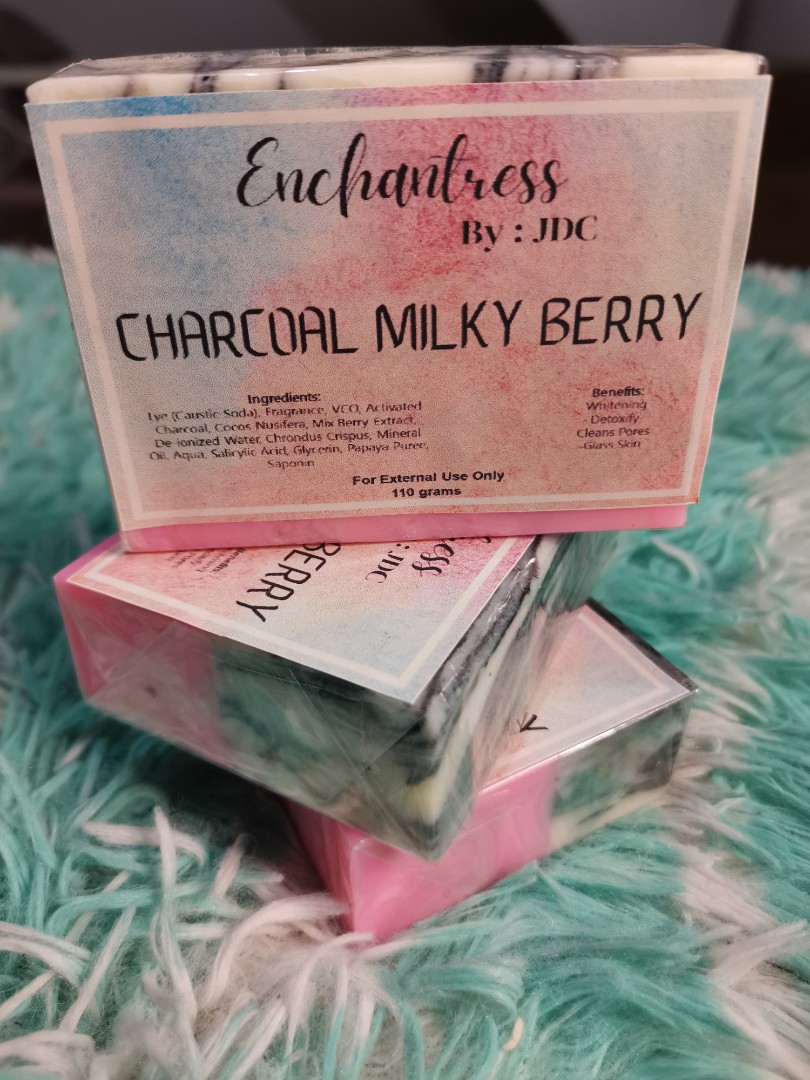 Enchantress
By : JDC
CHARCOAL MILKY BERRY
Ingredients:
Lye (Caustic Soda), Fragrance, VCO, Activated
Charcoal, Cocos Nusifera, Mix Berry Extract,
De ionized Water, Chrondus Crispus, Mineral
Oil, Aqua, Salicylic Acid, Glycerin, Papaya Puree,
Saponin
Benefits:
Whitening
Detoxify
Cleans Pores
Glass Skin
For External Use Only
110 grams
ress
: JDC
BERRY
Y